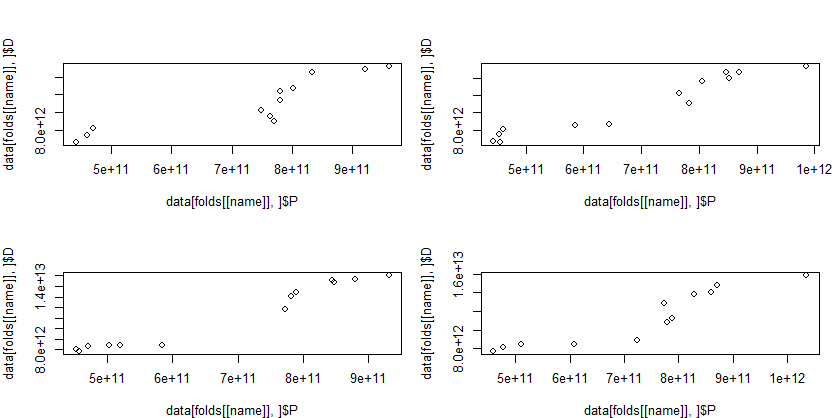 data[folds[[name]], ]$D
8.0e+12
5e+11 6e+11 7e+11 8e+11 9e+11
data[folds[[name]], ]$P
data[folds[[name]], ]$D
8.0e+12
5e+11 6e+11 7e+11 8e+11 9e+11 1e+12
data[folds[[name]], ]$P
data[folds[[name]], ]$D
8.0e+12 1.4e+13
5e+11 6e+11 7e+11 8e+11 9e+11
data[folds[[name]], ]$P
data[folds[[name]], ]$D
8.0e+12 1.6e+13
5e+11 6e+11 7e+11 8e+11 9e+11 1e+12
data[folds[[name]], ]$P